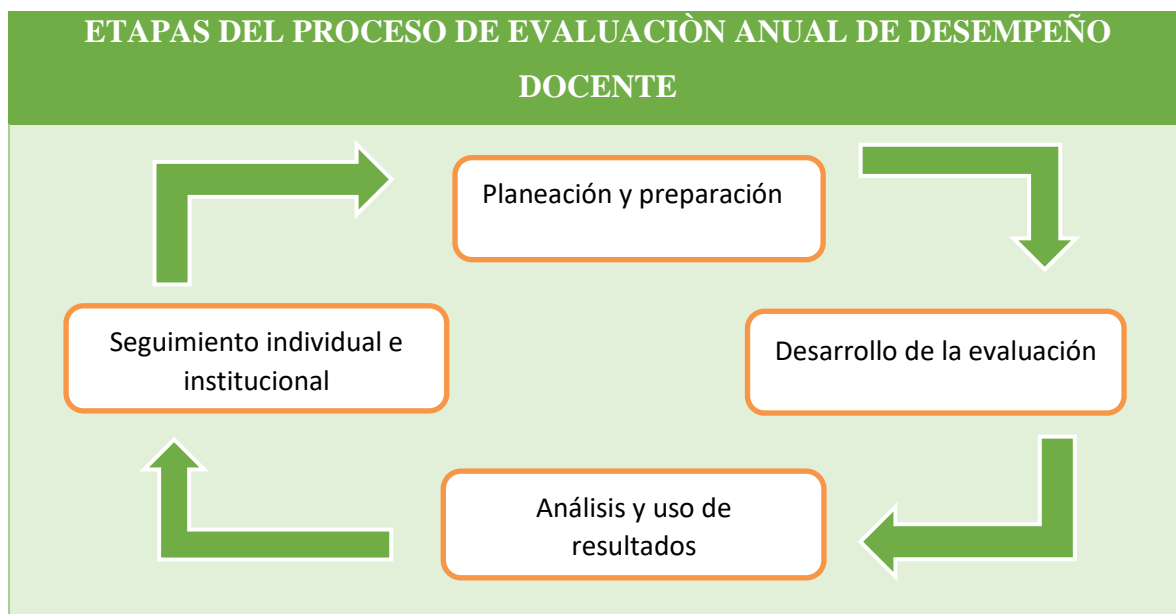 ETAPAS DEL PROCESO DE EVALUACIÒN ANUAL DE DESEMPEÑO
DOCENTE
Planeación y preparación
Desarrollo de la evaluación
Análisis y uso de
resultados
Seguimiento individual e
institucional